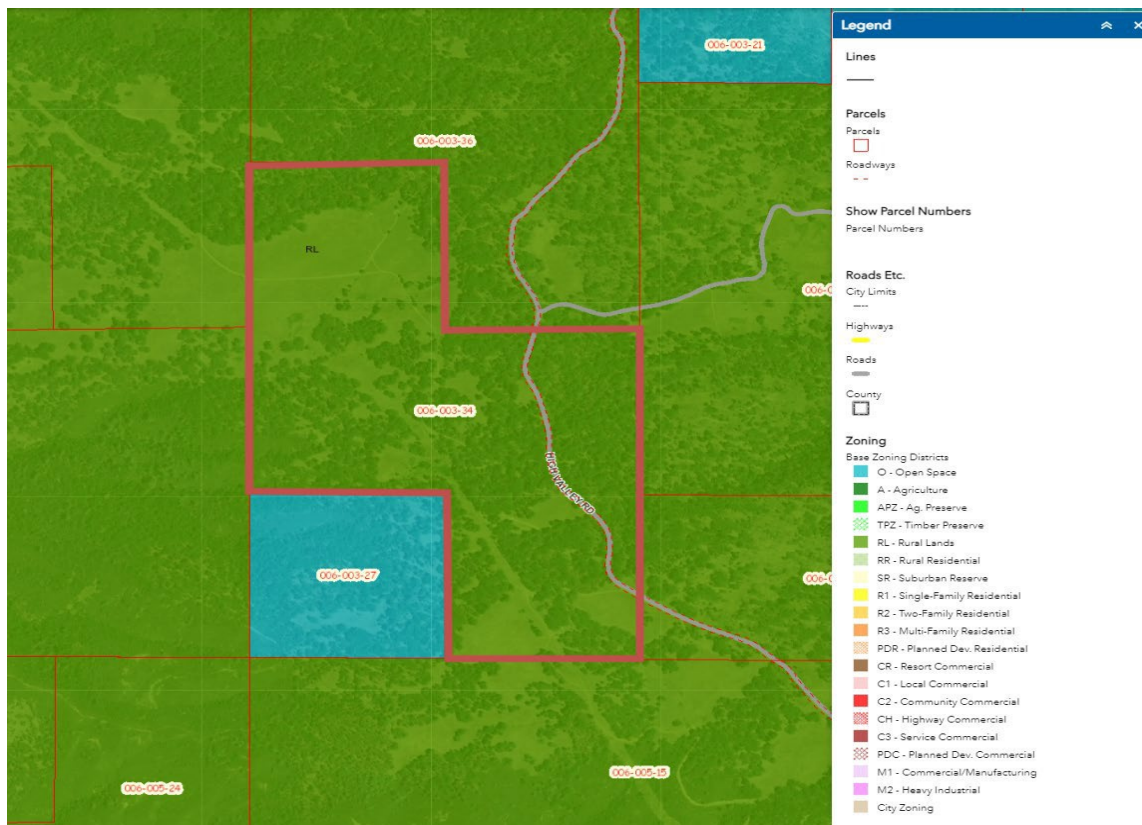 006-003-21
006-003-36
RL
006-0
006-003-34
HIGH VALLEY RD
006-003-27
006-0
006-005-15
006-005-24
Legend
Lines
Parcels
Parcels
Roadways
Show Parcel Numbers
Parcel Numbers
Roads Etc.
City Limits
Highways
Roads
County
Zoning
Base Zoning Districts
O - Open Space
A - Agriculture
APZ - Ag. Preserve
TPZ - Timber Preserve
RL - Rural Lands
RR - Rural Residential
SR - Suburban Reserve
R1 - Single-Family Residential
R2 - Two-Family Residential
R3 - Multi-Family Residential
PDR - Planned Dev. Residential
CR - Resort Commercial
C1 - Local Commercial
C2 - Community Commercial
CH - Highway Commercial
C3 - Service Commercial
PDC - Planned Dev. Commercial
M1 - Commercial/Manufacturing
M2 - Heavy Industrial
City Zoning